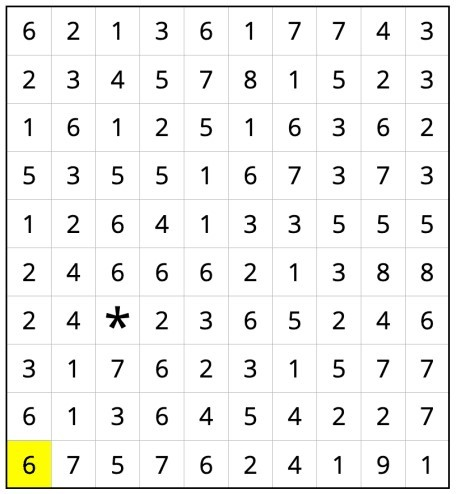 6 2 1 3 6 1 7 7 4 3
2 3 4 5 7 8 1 5 2 3
1 6 1 2 5 1 6 3 6 2
5 3 5 5 1 6 7 3 7 3
1 2 6 4 1 3 3 5 5 5
2 4 6 6 6 2 1 3 8 8
2 4 * 2 3 6 5 2 4 6
3 1 7 6 2 3 1 5 7 7
6 1 3 6 4 5 4 2 2 7
6 7 5 7 6 2 4 1 9 1